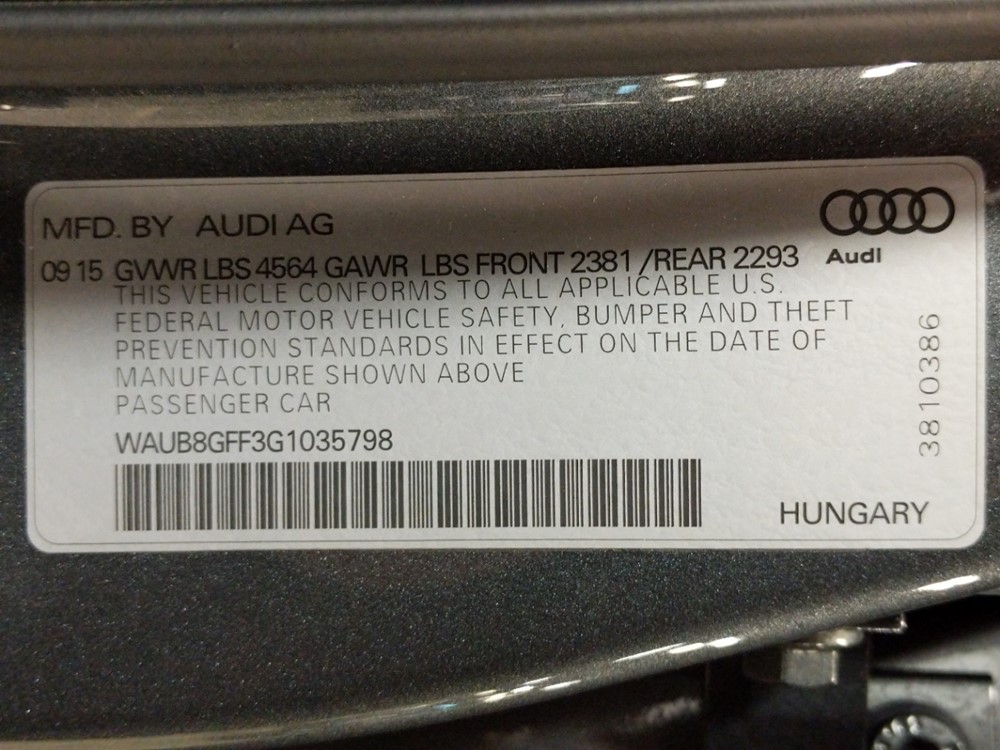 MFD. BY AUDI AG
09 15 GVWR LBS 4564 GAWR LBS FRONT 2381 /REAR 2293
Audi
THIS VEHICLE CONFORMS TO ALL APPLICABLE U.S.
FEDERAL MOTOR VEHICLE SAFETY, BUMPER AND THEFT
PREVENTION STANDARDS IN EFFECT ON THE DATE OF
MANUFACTURE SHOWN ABOVE
PASSENGER CAR
WAUB8GFF3G1035798
HUNGARY
3810386